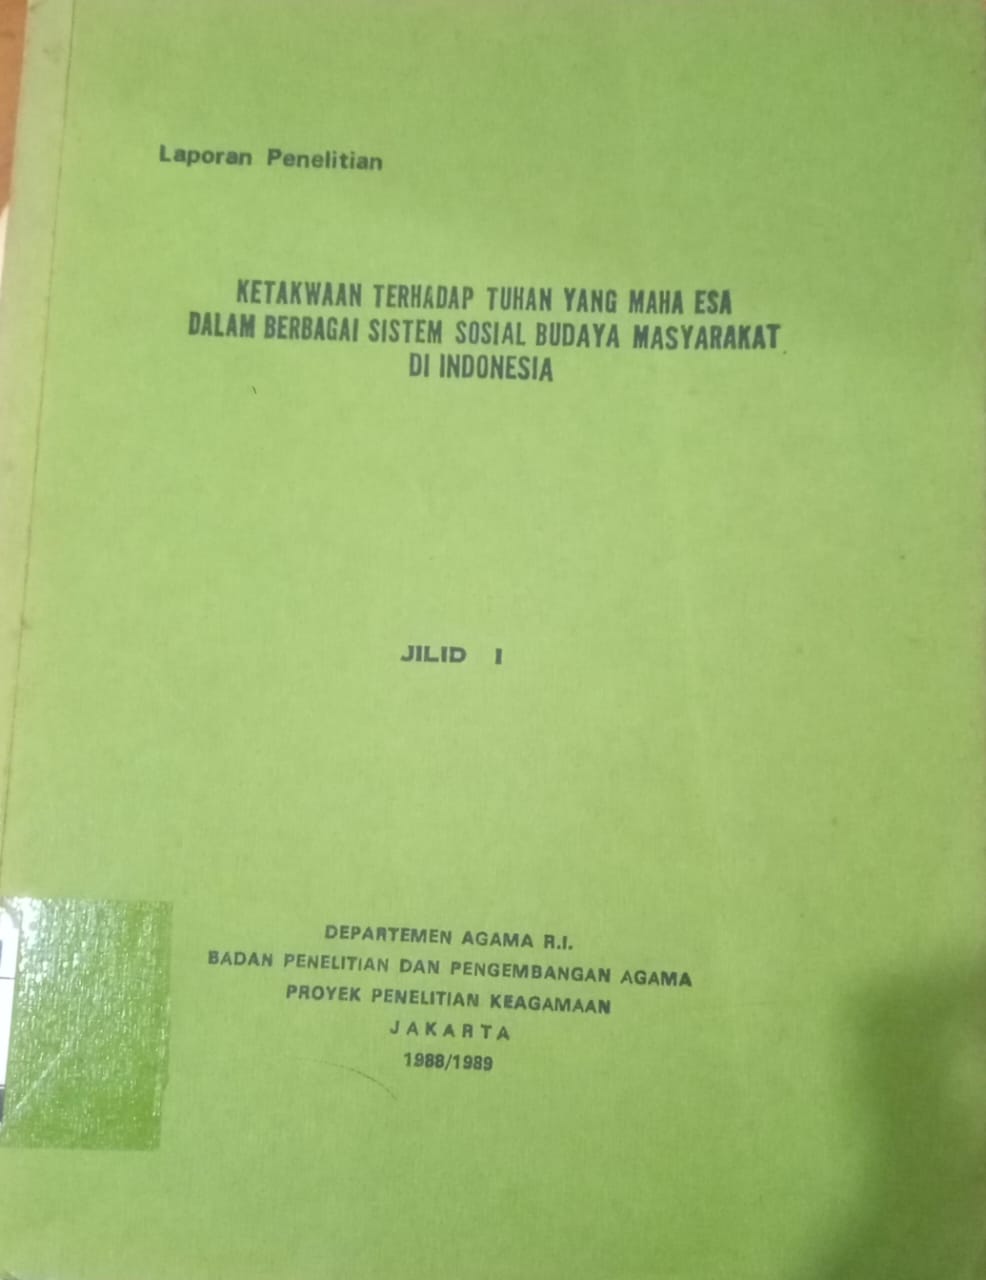 Laporan Penelitian
KETAKWAAN TERHADAP TUHAN YANG MAHA ESA
DALAM BERBAGAI SISTEM SOSIAL BUDAYA MASYARAKAT
DI INDONESIA
JILID I
DEPARTEMEN AGAMA R.I.
BADAN PENELITIAN DAN PENGEMBANGAN AGAMA
PROYEK PENELITIAN KEAGAMAAN
JAKARTA
1988/1989